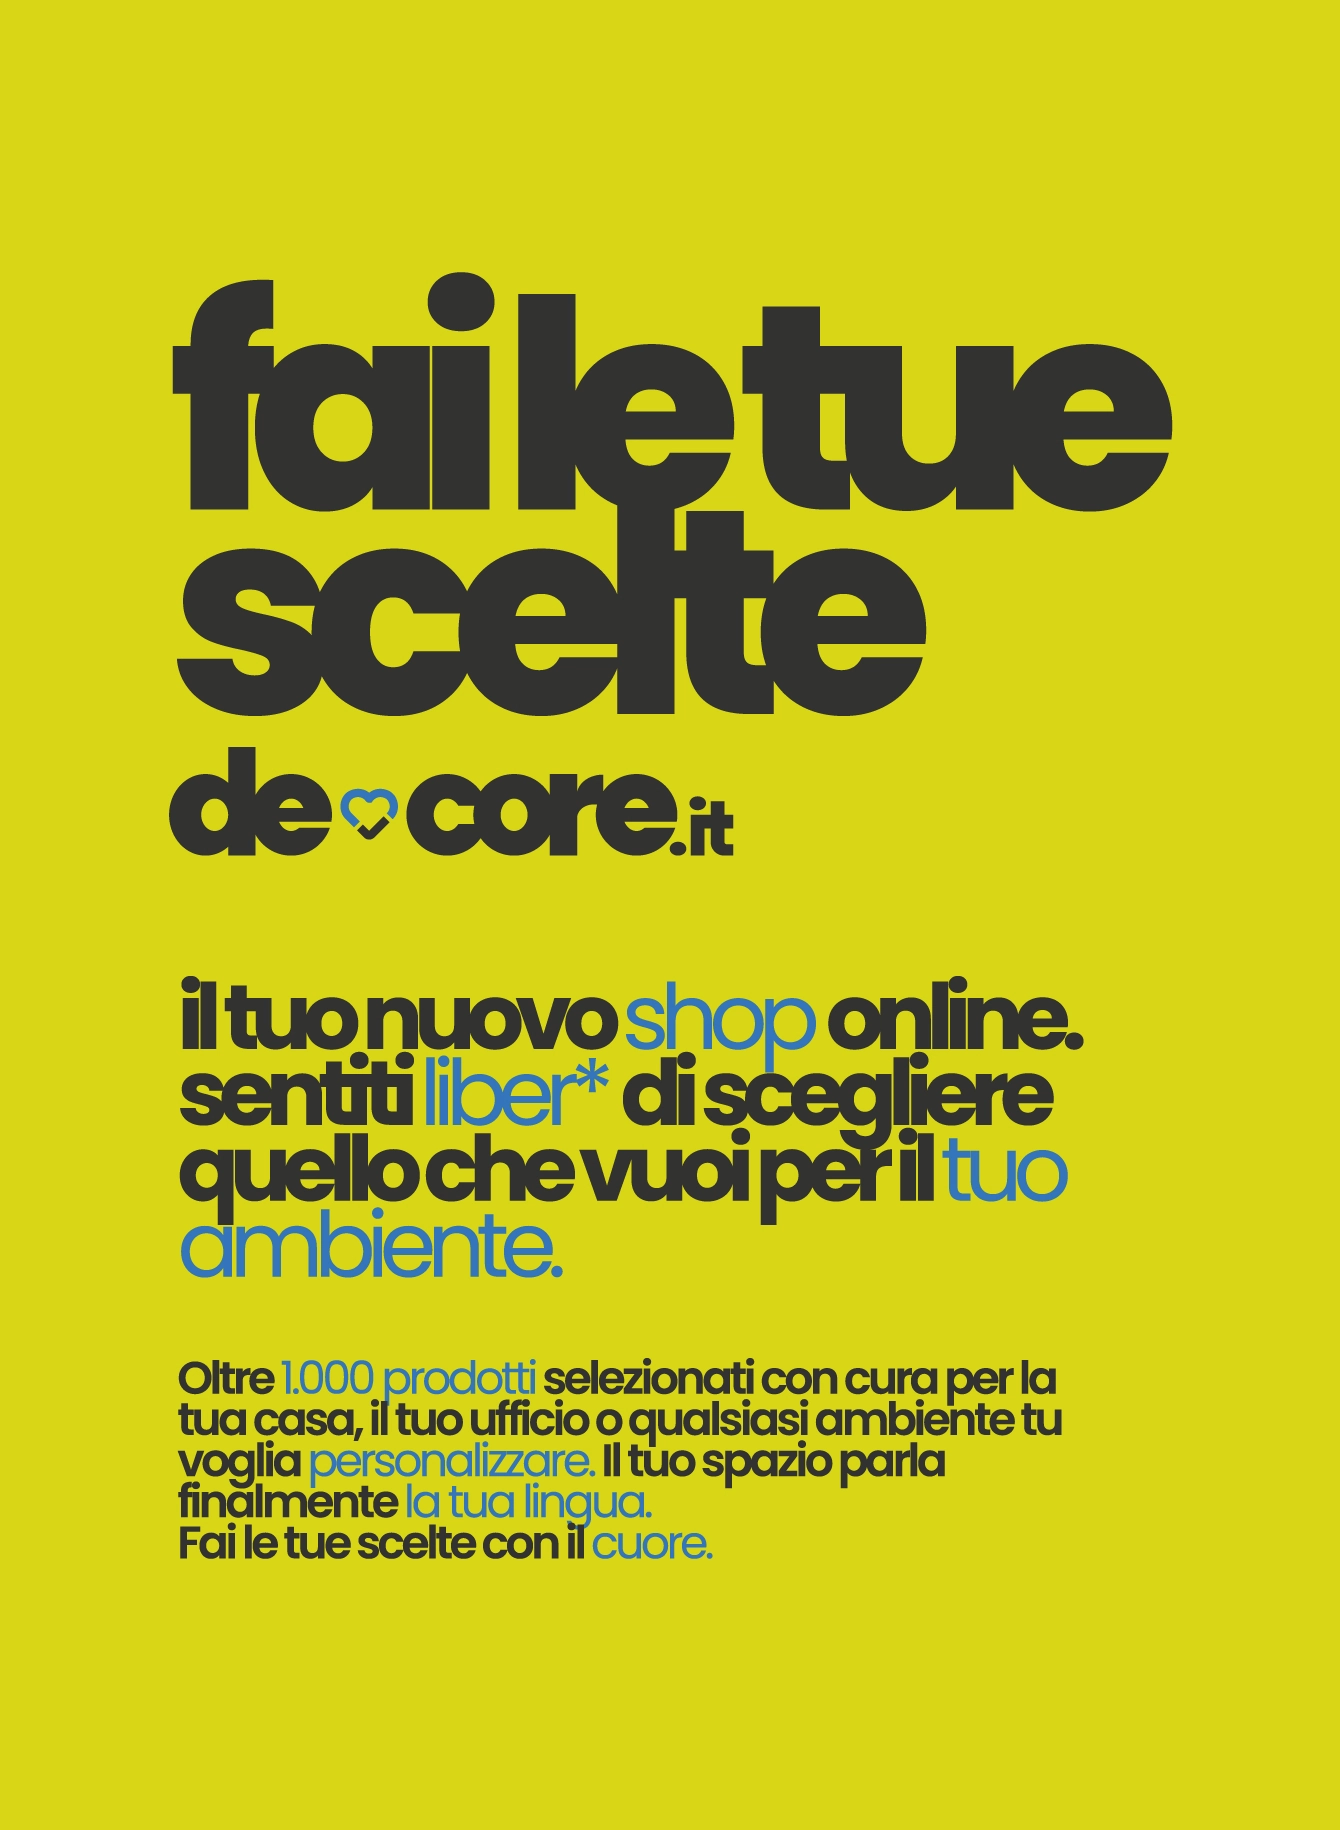 fai le tue
scelte
de core.it
il tuo nuovo shop online.
sentiti liber* di scegliere
quello che vuoi per il tuo
ambiente.
Oltre 1.000 prodotti selezionati con cura per la
tua casa, il tuo ufficio o qualsiasi ambiente tu
voglia personalizzare. Il tuo spazio parla
finalmente la tua lingua.
Fai le tue scelte con il cuore.